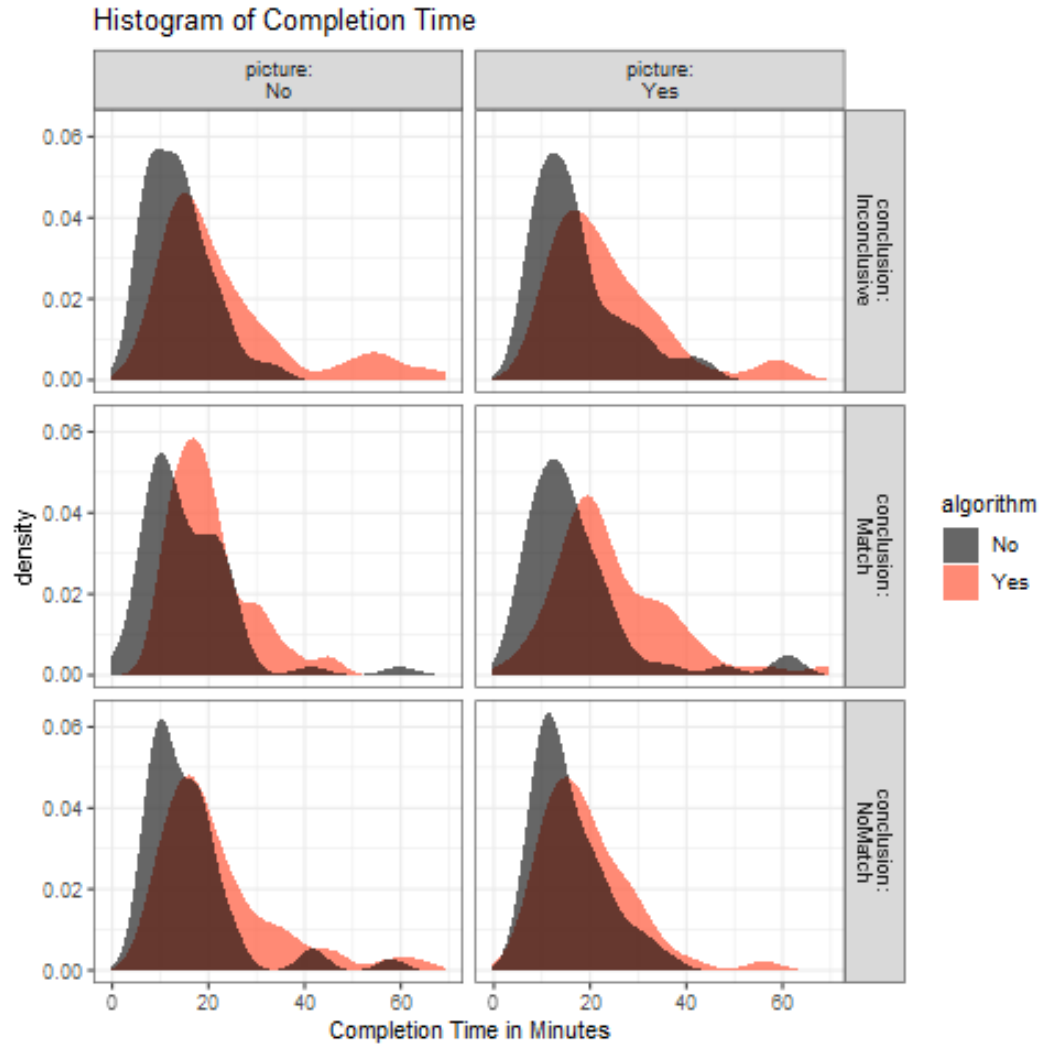 Histogram of Completion Time
picture:
No
picture:
Yes
0.06
0.04
0.02
0.00
conclusion:
Inconclusive
0.06
0.04
0.02
0.00
conclusion:
Match
0.06
0.04
0.02
0.00
conclusion:
NoMatch
density
0 20 40 60
0 20 40 60
Completion Time in Minutes
algorithm
No
Yes